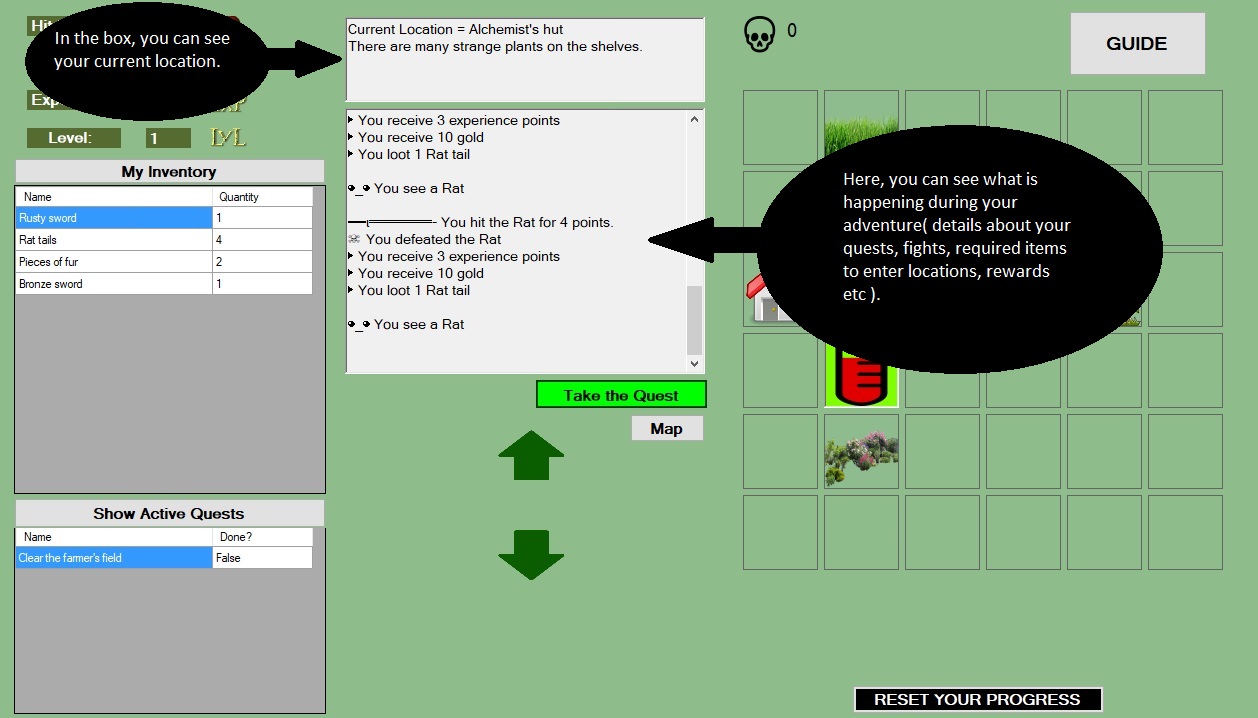 Hit
In the box, you can see
your current location.
Exp
XP
Level:
1
LVL
My Inventory
Name Quantity
Rusty sword 1
Rat tails 4
Pieces of fur 2
Bronze sword 1
Show Active Quests
Name Done?
Clear the farmer's field False
Current Location = Alchemist's hut
There are many strange plants on the shelves.
You receive 3 experience points
You receive 10 gold
You loot 1 Rat tail
You see a Rat
You hit the Rat for 4 points.
You defeated the Rat
You receive 3 experience points
You receive 10 gold
You loot 1 Rat tail
You see a Rat
Take the Quest
Map
0
GUIDE
Here, you can see what is
happening during your
adventure( details about your
quests, fights, required items
to enter locations, rewards
etc ).
RESET YOUR PROGRESS